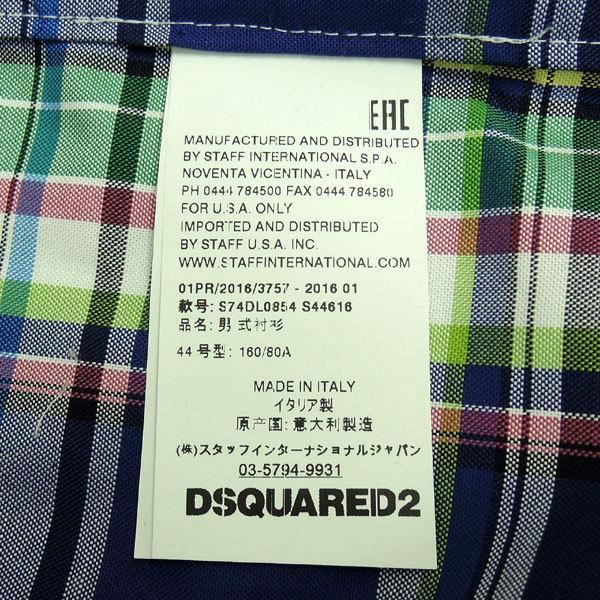 EAC
MANUFACTURED AND DISTRIBUTED
BY STAFF INTERNATIONAL S.P.A.
NOVENTA VICENTINA - ITALY
PH 0444 784500 FAX 0444 784580
FOR U.S.A. ONLY
IMPORTED AND DISTRIBUTED
BY STAFF U.S.A. INC.
WWW.STAFFINTERNATIONAL.COM
01PR/2016/3757 - 2016 01
款号: S74DL0854 S44616
品名: 男式衬衫
44 号型: 160/80A
MADE IN ITALY
イタリア製
原产国: 意大利製造
(株)スタッフインターナショナルジャパン
03-5794-9931
DSQUARED2